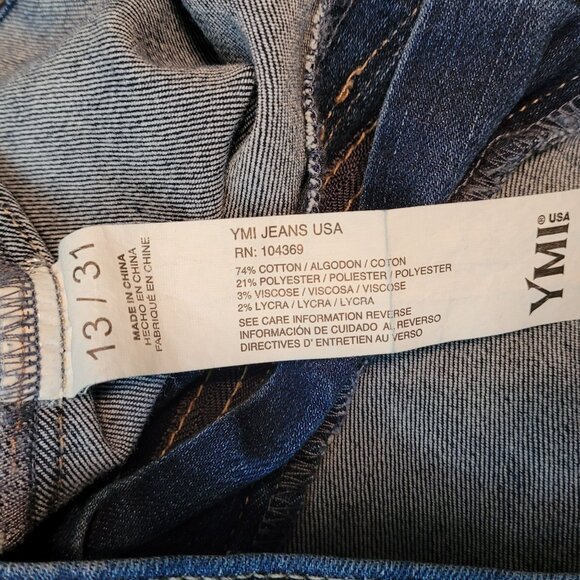 13 / 31
MADE IN CHINA
HECHO EN CHINA
FABRIQUÉ EN CHINE
YMI JEANS USA
RN: 104369
74% COTTON / ALGODON / COTON
21% POLYESTER / POLIESTER / POLYESTER
3% VISCOSE / VISCOSA / VISCOSE
2% LYCRA / LYCRA / LYCRA
SEE CARE INFORMATION REVERSE
INFORMACIÓN DE CUIDADO AL REVERSO
DIRECTIVES D' ENTRETIEN AU VERSO
YMI® USA